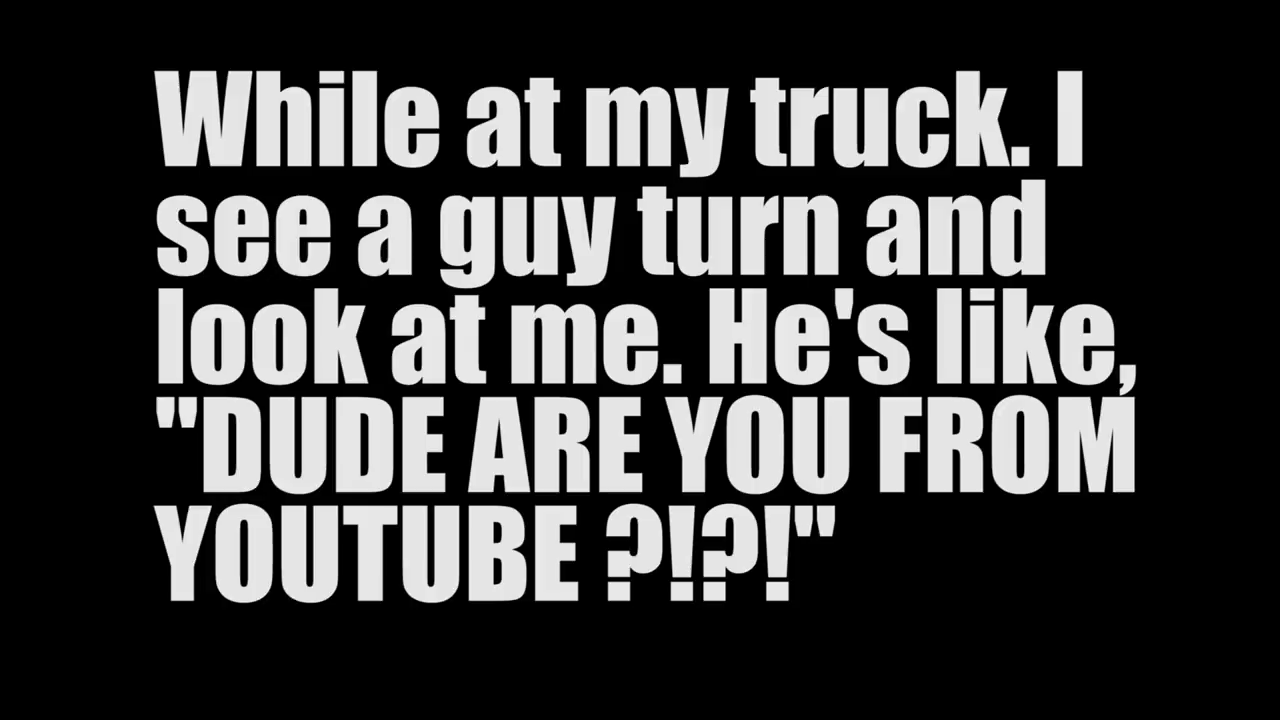 While at my truck. I
see a guy turn and
look at me. He's like,
"DUDE ARE YOU FROM
YOUTUBE ?!?!"